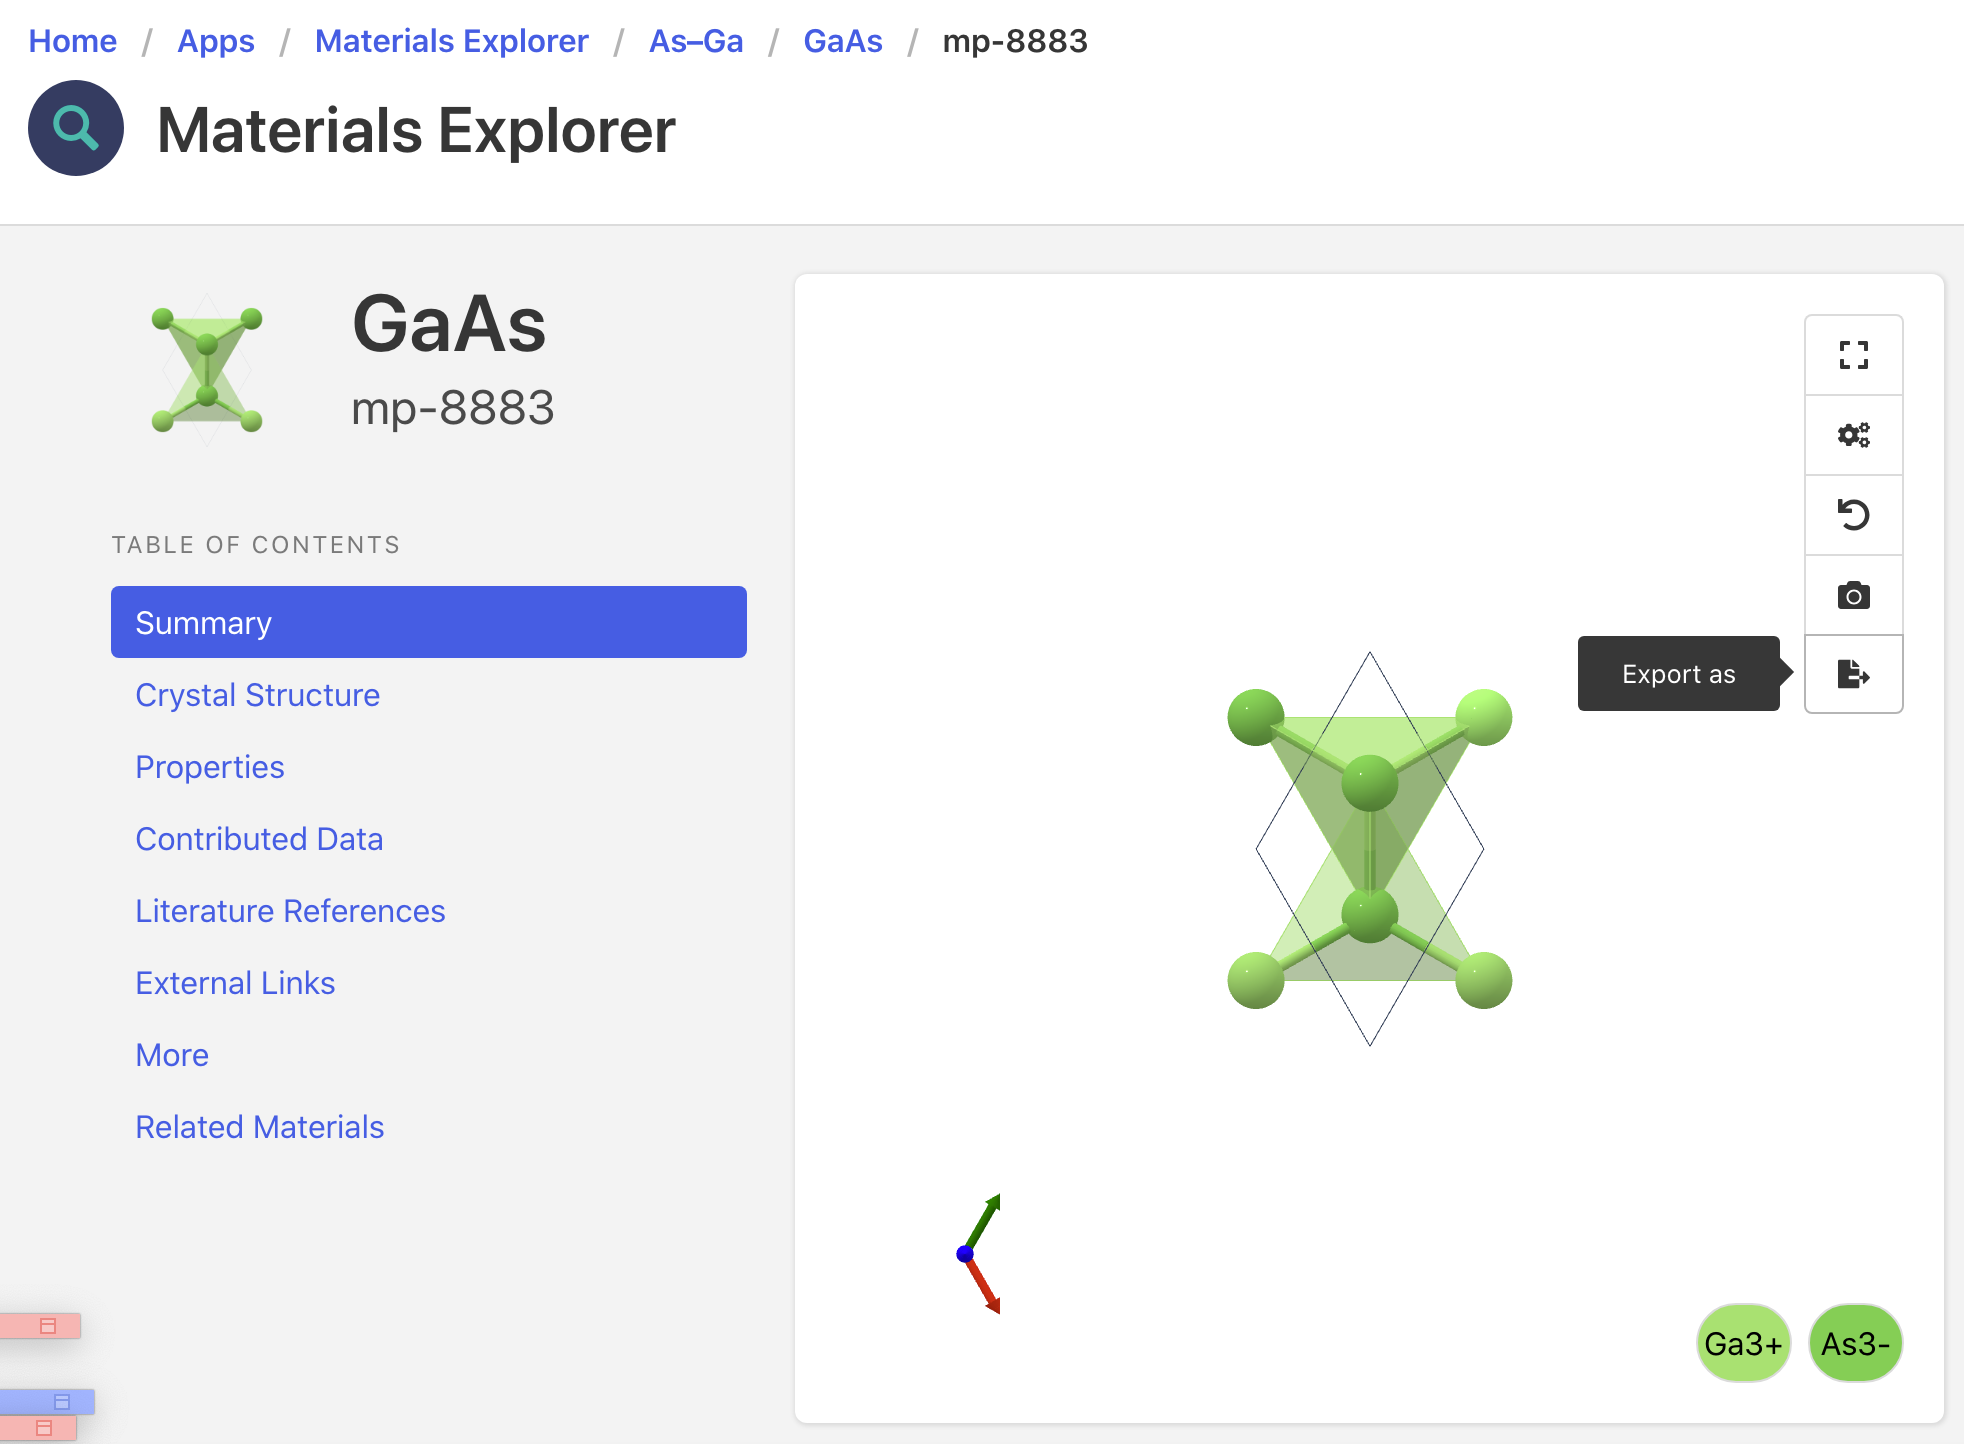 Home / Apps / Materials Explorer / As–Ga / GaAs / mp-8883
Materials Explorer
GaAs
mp-8883
TABLE OF CONTENTS
Summary
Crystal Structure
Properties
Contributed Data
Literature References
External Links
More
Related Materials
Export as
Ga3+ As3-